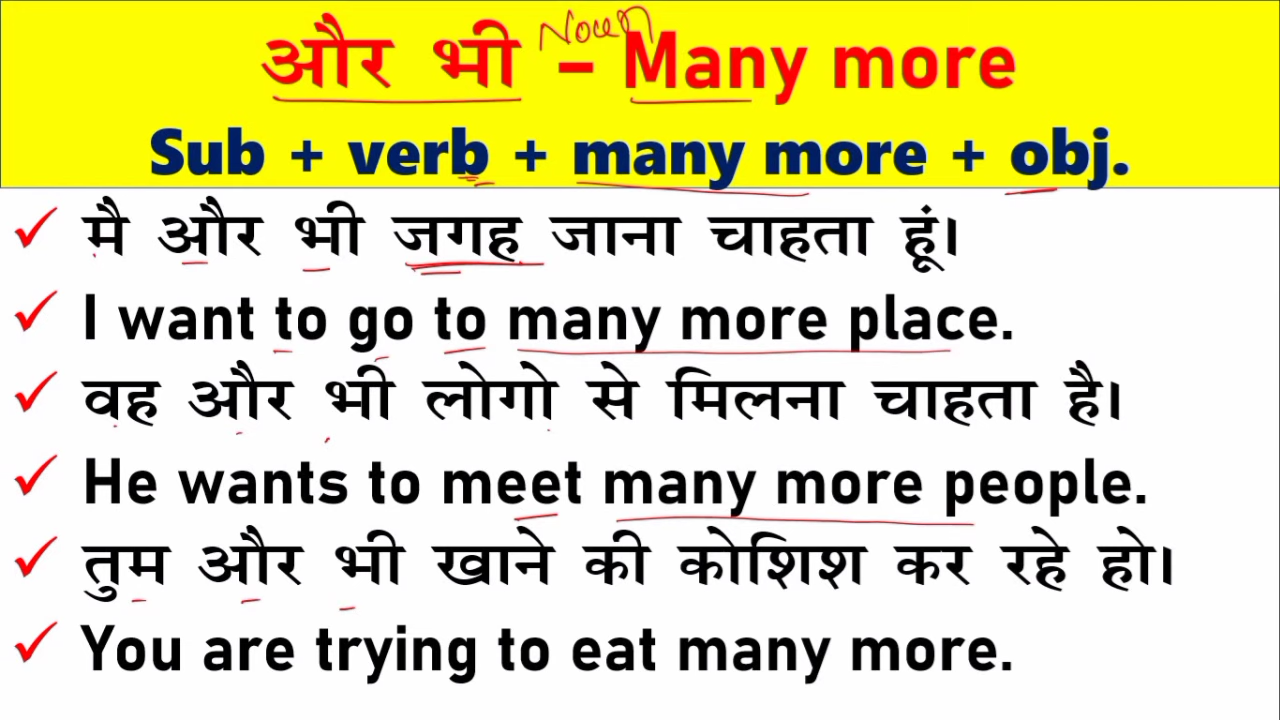 और भी – Many more
Noun
Sub + verb + many more + obj.
मै और भी जगह जाना चाहता हूं।
I want to go to many more place.
वह और भी लोगो से मिलना चाहता है।
He wants to meet many more people.
तुम और भी खाने की कोशिश कर रहे हो।
You are trying to eat many more.